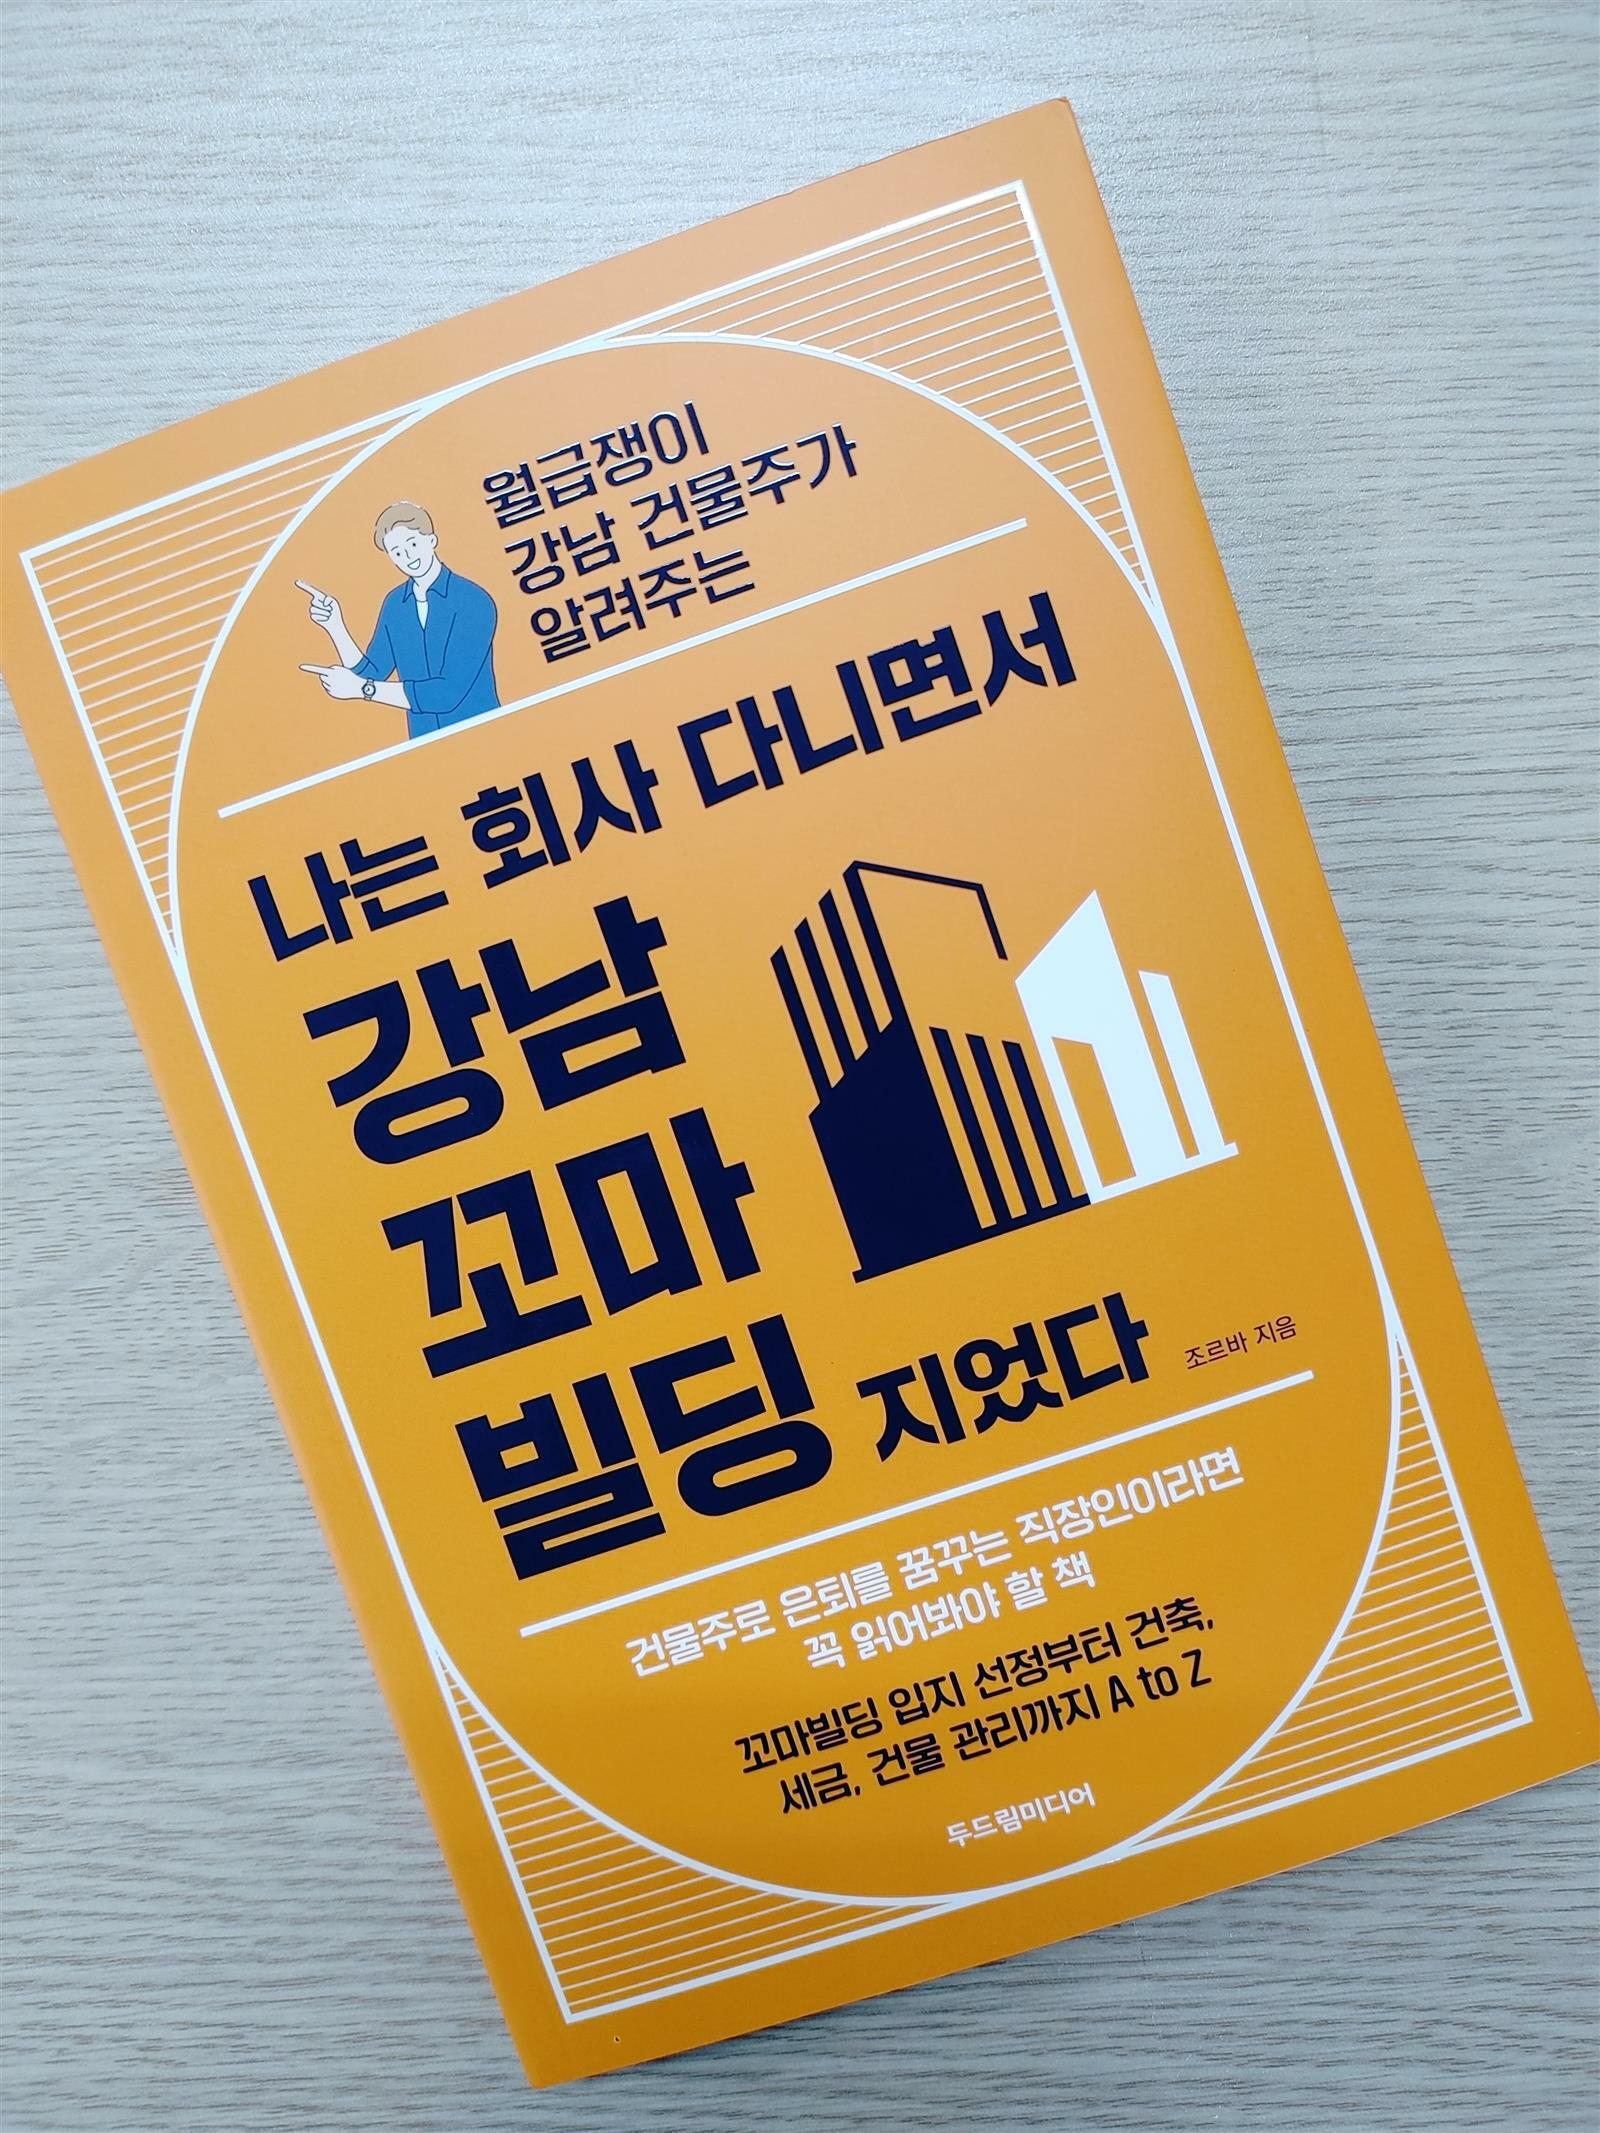 월급쟁이
강남 건물주가
알려주는
나는 회사 다니면서
강남
꼬마
빌딩 지었다
조르바 지음
건물주로 은퇴를 꿈꾸는 직장인이라면
꼭 읽어봐야 할 책
꼬마빌딩 입지 선정부터 건축,
세금, 건물 관리까지 A to Z
두드림미디어